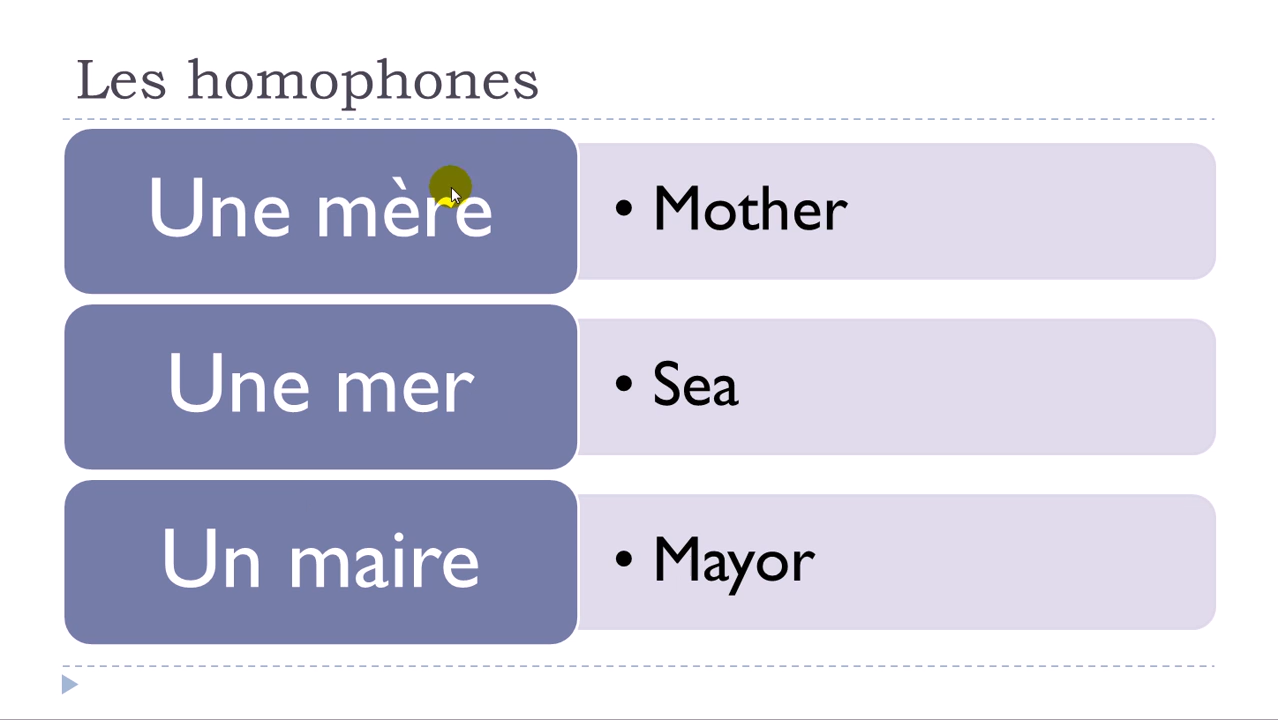 Les homophones
Une mère
• Mother
Une mer
• Sea
Un maire
• Mayor